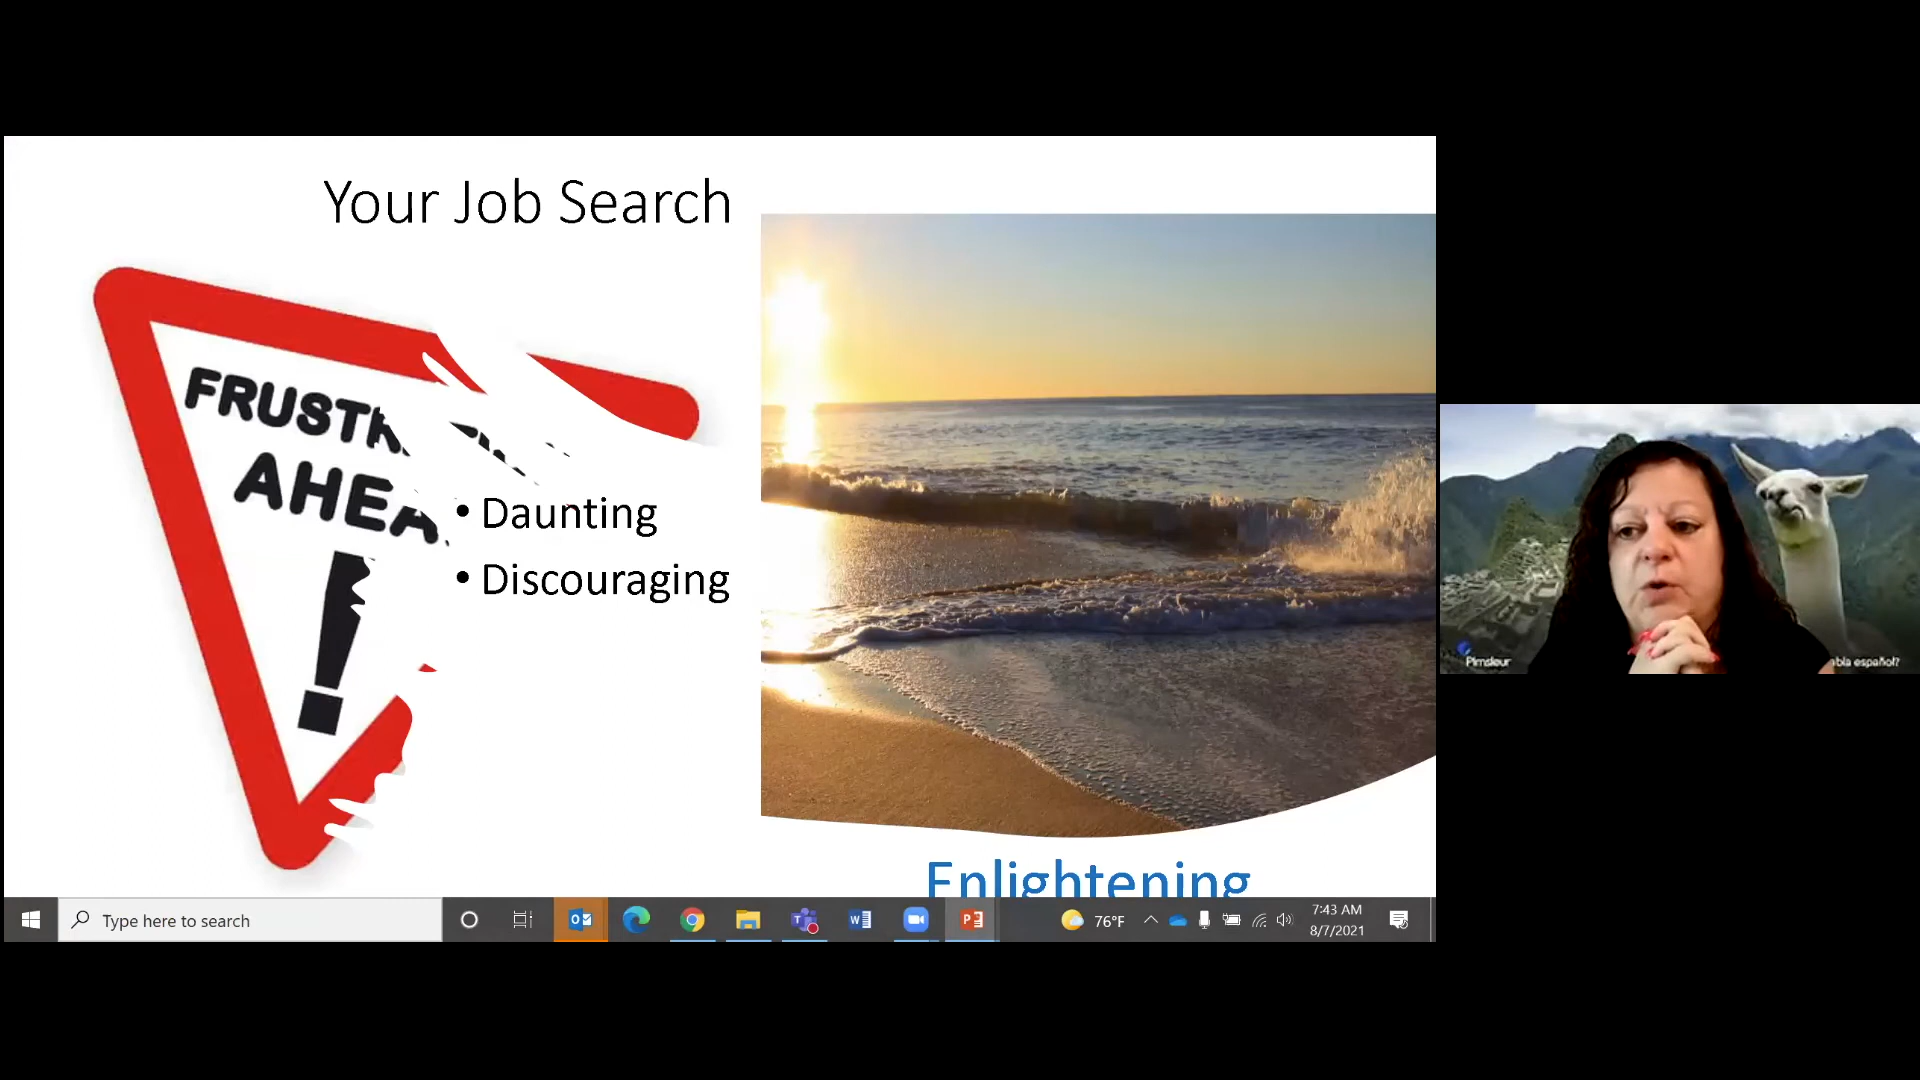 Your Job Search
FRUSTR
AHEA
!
• Daunting
• Discouraging
Enlightening
Pimsleur
abla español?
Type here to search
76°F
7:43 AM
8/7/2021